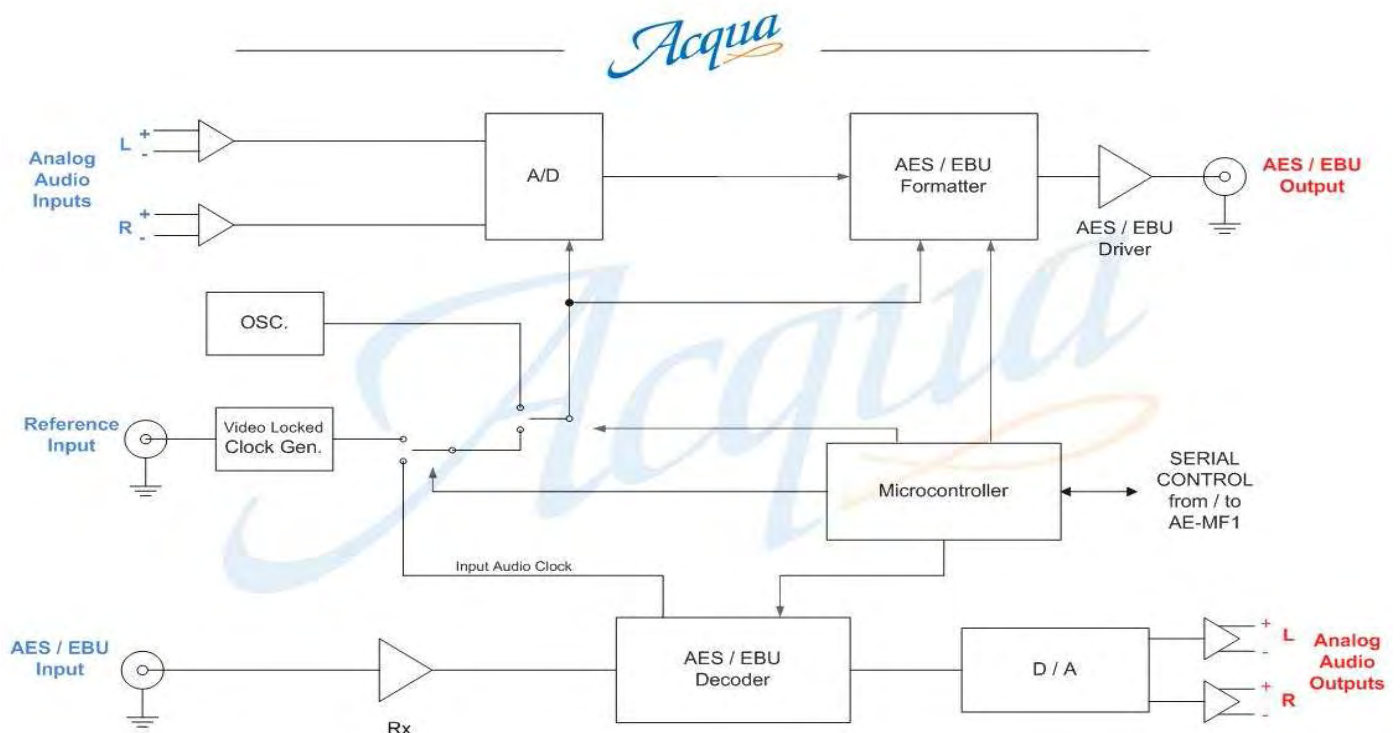 Acqua
Analog
Audio
Inputs
L + -
R + -
A/D
AES / EBU
Formatter
AES / EBU
Driver
AES / EBU
Output
OSC.
Acqua
Reference
Input
Video Locked
Clock Gen.
Microcontroller
SERIAL
CONTROL
from / to
AE-MF1
Input Audio Clock
AES / EBU
Input
Rx
AES / EBU
Decoder
D / A
+ L -
+ R -
Analog
Audio
Outputs